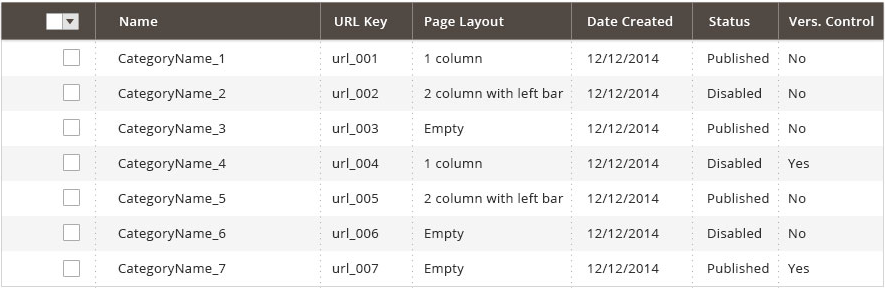 Name URL Key Page Layout Date Created Status Vers. Control
CategoryName_1 url_001 1 column 12/12/2014 Published No
CategoryName_2 url_002 2 column with left bar 12/12/2014 Disabled No
CategoryName_3 url_003 Empty 12/12/2014 Published No
CategoryName_4 url_004 1 column 12/12/2014 Disabled Yes
CategoryName_5 url_005 2 column with left bar 12/12/2014 Published No
CategoryName_6 url_006 Empty 12/12/2014 Disabled No
CategoryName_7 url_007 Empty 12/12/2014 Published Yes